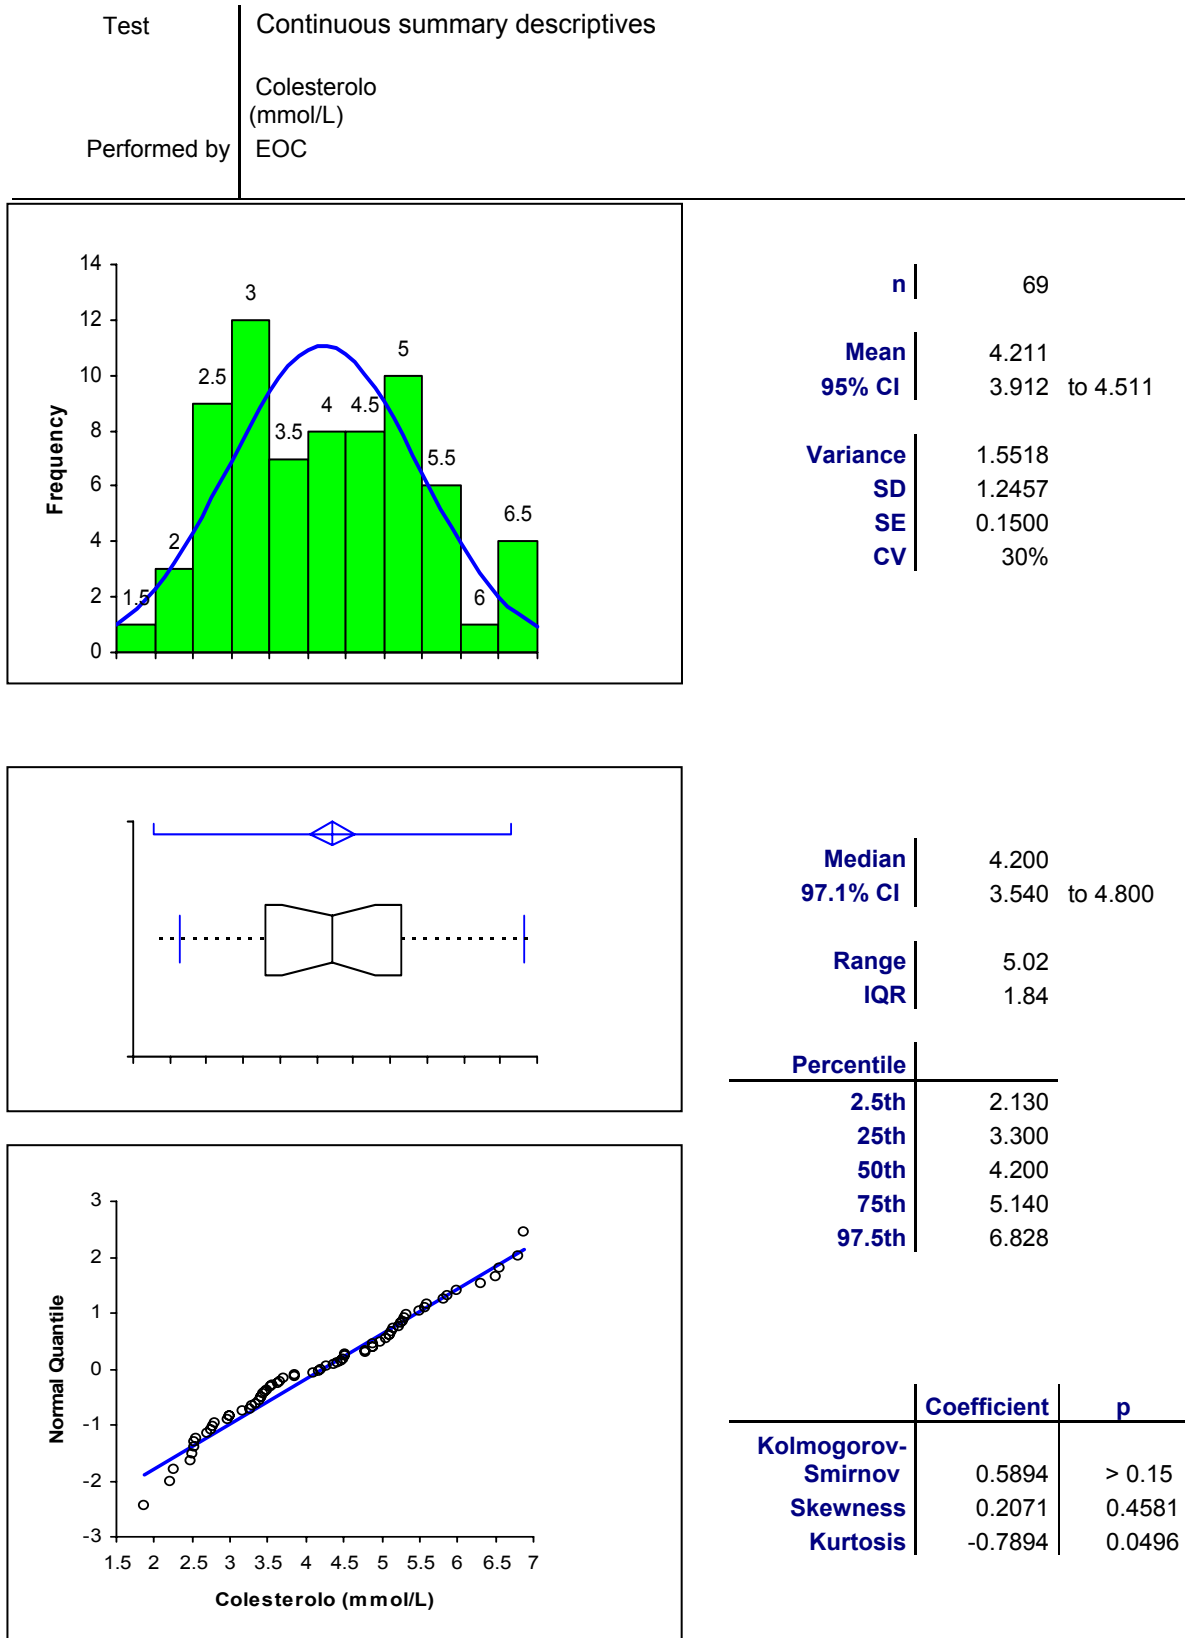 Test Continuous summary descriptives
Colesterolo
(mmol/L)
Performed by EOC
14
12
10
8
6
4
2
0
Frequency
1.5
2
2.5
3
3.5
4
4.5
5
5.5
6
6.5
n 69
Mean 4.211
95% CI 3.912 to 4.511
Variance 1.5518
SD 1.2457
SE 0.1500
CV 30%
Median 4.200
97.1% CI 3.540 to 4.800
Range 5.02
IQR 1.84
Percentile
2.5th 2.130
25th 3.300
50th 4.200
75th 5.140
97.5th 6.828
3
2
1
0
-1
-2
-3
Normal Quantile
1.5 2 2.5 3 3.5 4 4.5 5 5.5 6 6.5 7
Colesterolo (mmol/L)
Coefficient p
Kolmogorov-
Smirnov 0.5894 > 0.15
Skewness 0.2071 0.4581
Kurtosis -0.7894 0.0496